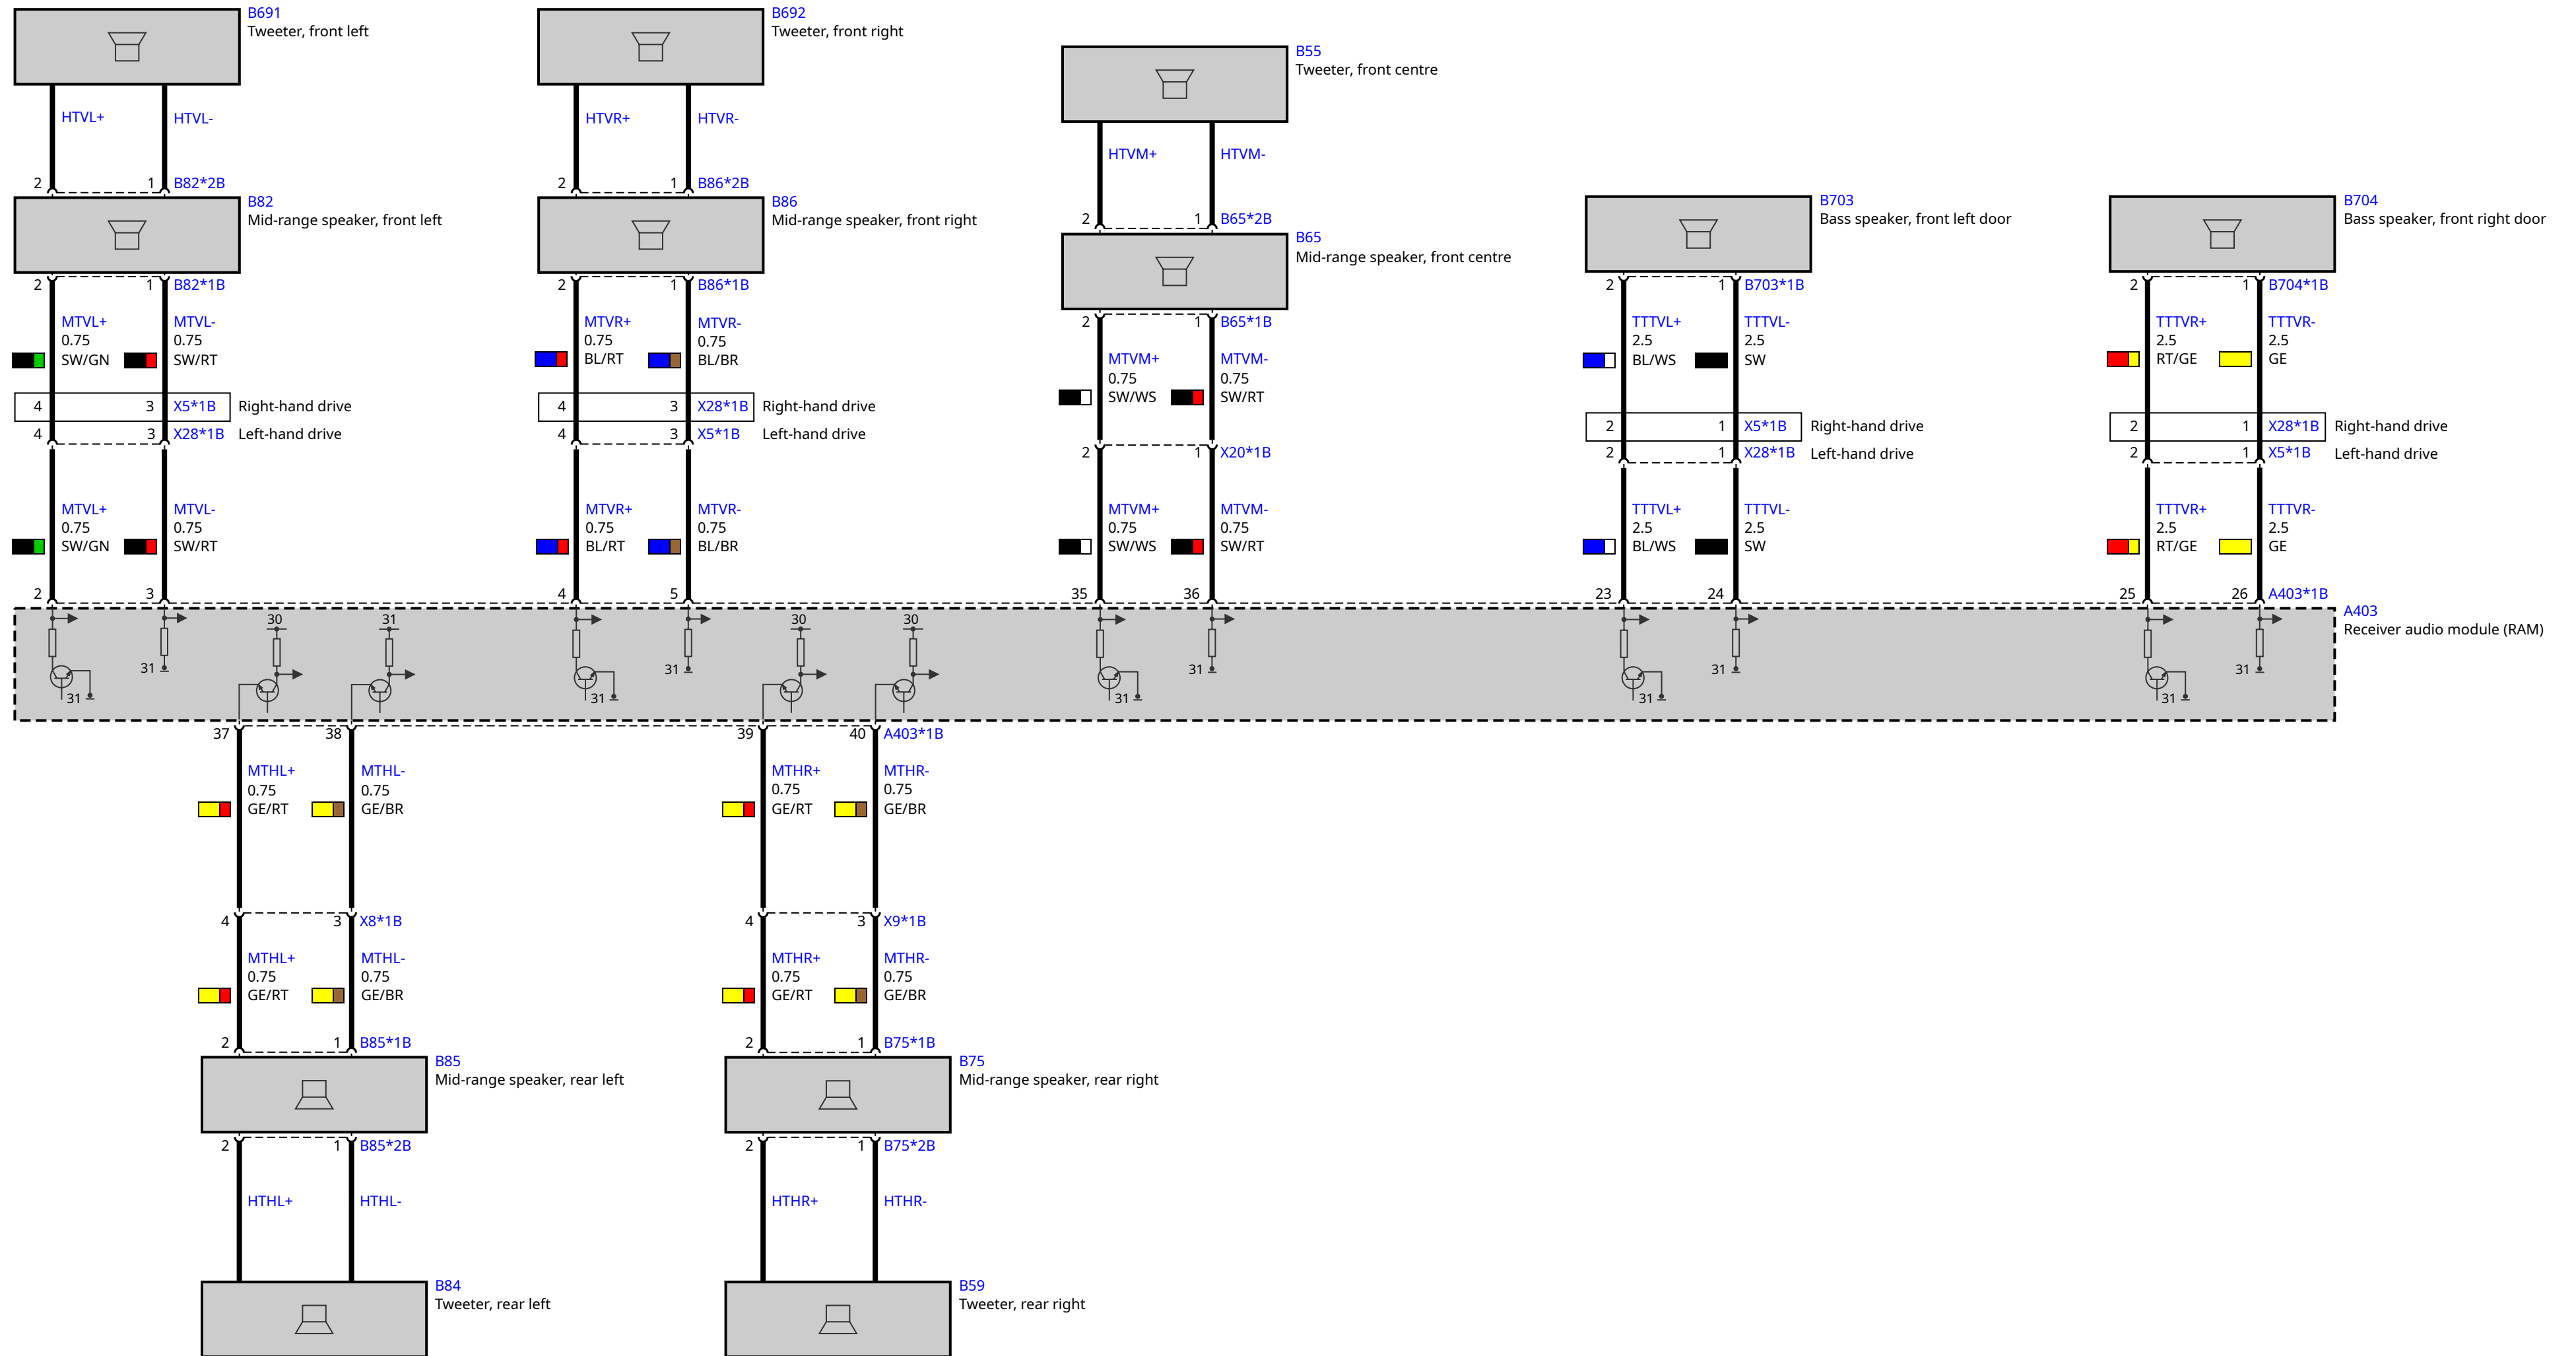 B691
Tweeter, front left
B692
Tweeter, front right
B55
Tweeter, front centre
HTVL+ HTVL-
HTVR+ HTVR-
HTVM+ HTVM-
2 1 B82*2B
2 1 B86*2B
2 1 B65*2B
B82
Mid-range speaker, front left
B86
Mid-range speaker, front right
B65
Mid-range speaker, front centre
B703
Bass speaker, front left door
B704
Bass speaker, front right door
2 1 B82*1B
2 1 B86*1B
2 1 B65*1B
2 1 B703*1B
2 1 B704*1B
MTVL+ MTVL-
0.75 0.75
SW/GN SW/RT
MTVR+ MTVR-
0.75 0.75
BL/RT BL/BR
MTVM+ MTVM-
0.75 0.75
SW/WS SW/RT
TTTVL+ TTTVL-
2.5 2.5
BL/WS SW
TTTVR+ TTTVR-
2.5 2.5
RT/GE GE
4 3 X5*1B Right-hand drive
4 3 X28*1B Left-hand drive
4 3 X28*1B Right-hand drive
4 3 X5*1B Left-hand drive
2 1 X20*1B
2 1 X5*1B Right-hand drive
2 1 X28*1B Left-hand drive
2 1 X28*1B Right-hand drive
2 1 X5*1B Left-hand drive
MTVL+ MTVL-
0.75 0.75
SW/GN SW/RT
MTVR+ MTVR-
0.75 0.75
BL/RT BL/BR
MTVM+ MTVM-
0.75 0.75
SW/WS SW/RT
TTTVL+ TTTVL-
2.5 2.5
BL/WS SW
TTTVR+ TTTVR-
2.5 2.5
RT/GE GE
2 3 4 5 35 36 23 24 25 26 A403*1B
A403
Receiver audio module (RAM)
30 31 30 30
31 31 31 31 31
31 31 31 31 31
37 38 39 40 A403*1B
MTHL+ MTHL-
0.75 0.75
GE/RT GE/BR
MTHR+ MTHR-
0.75 0.75
GE/RT GE/BR
4 3 X8*1B
4 3 X9*1B
MTHL+ MTHL-
0.75 0.75
GE/RT GE/BR
MTHR+ MTHR-
0.75 0.75
GE/RT GE/BR
2 1 B85*1B
2 1 B75*1B
B85
Mid-range speaker, rear left
B75
Mid-range speaker, rear right
2 1 B85*2B
2 1 B75*2B
HTHL+ HTHL-
HTHR+ HTHR-
B84
Tweeter, rear left
B59
Tweeter, rear right